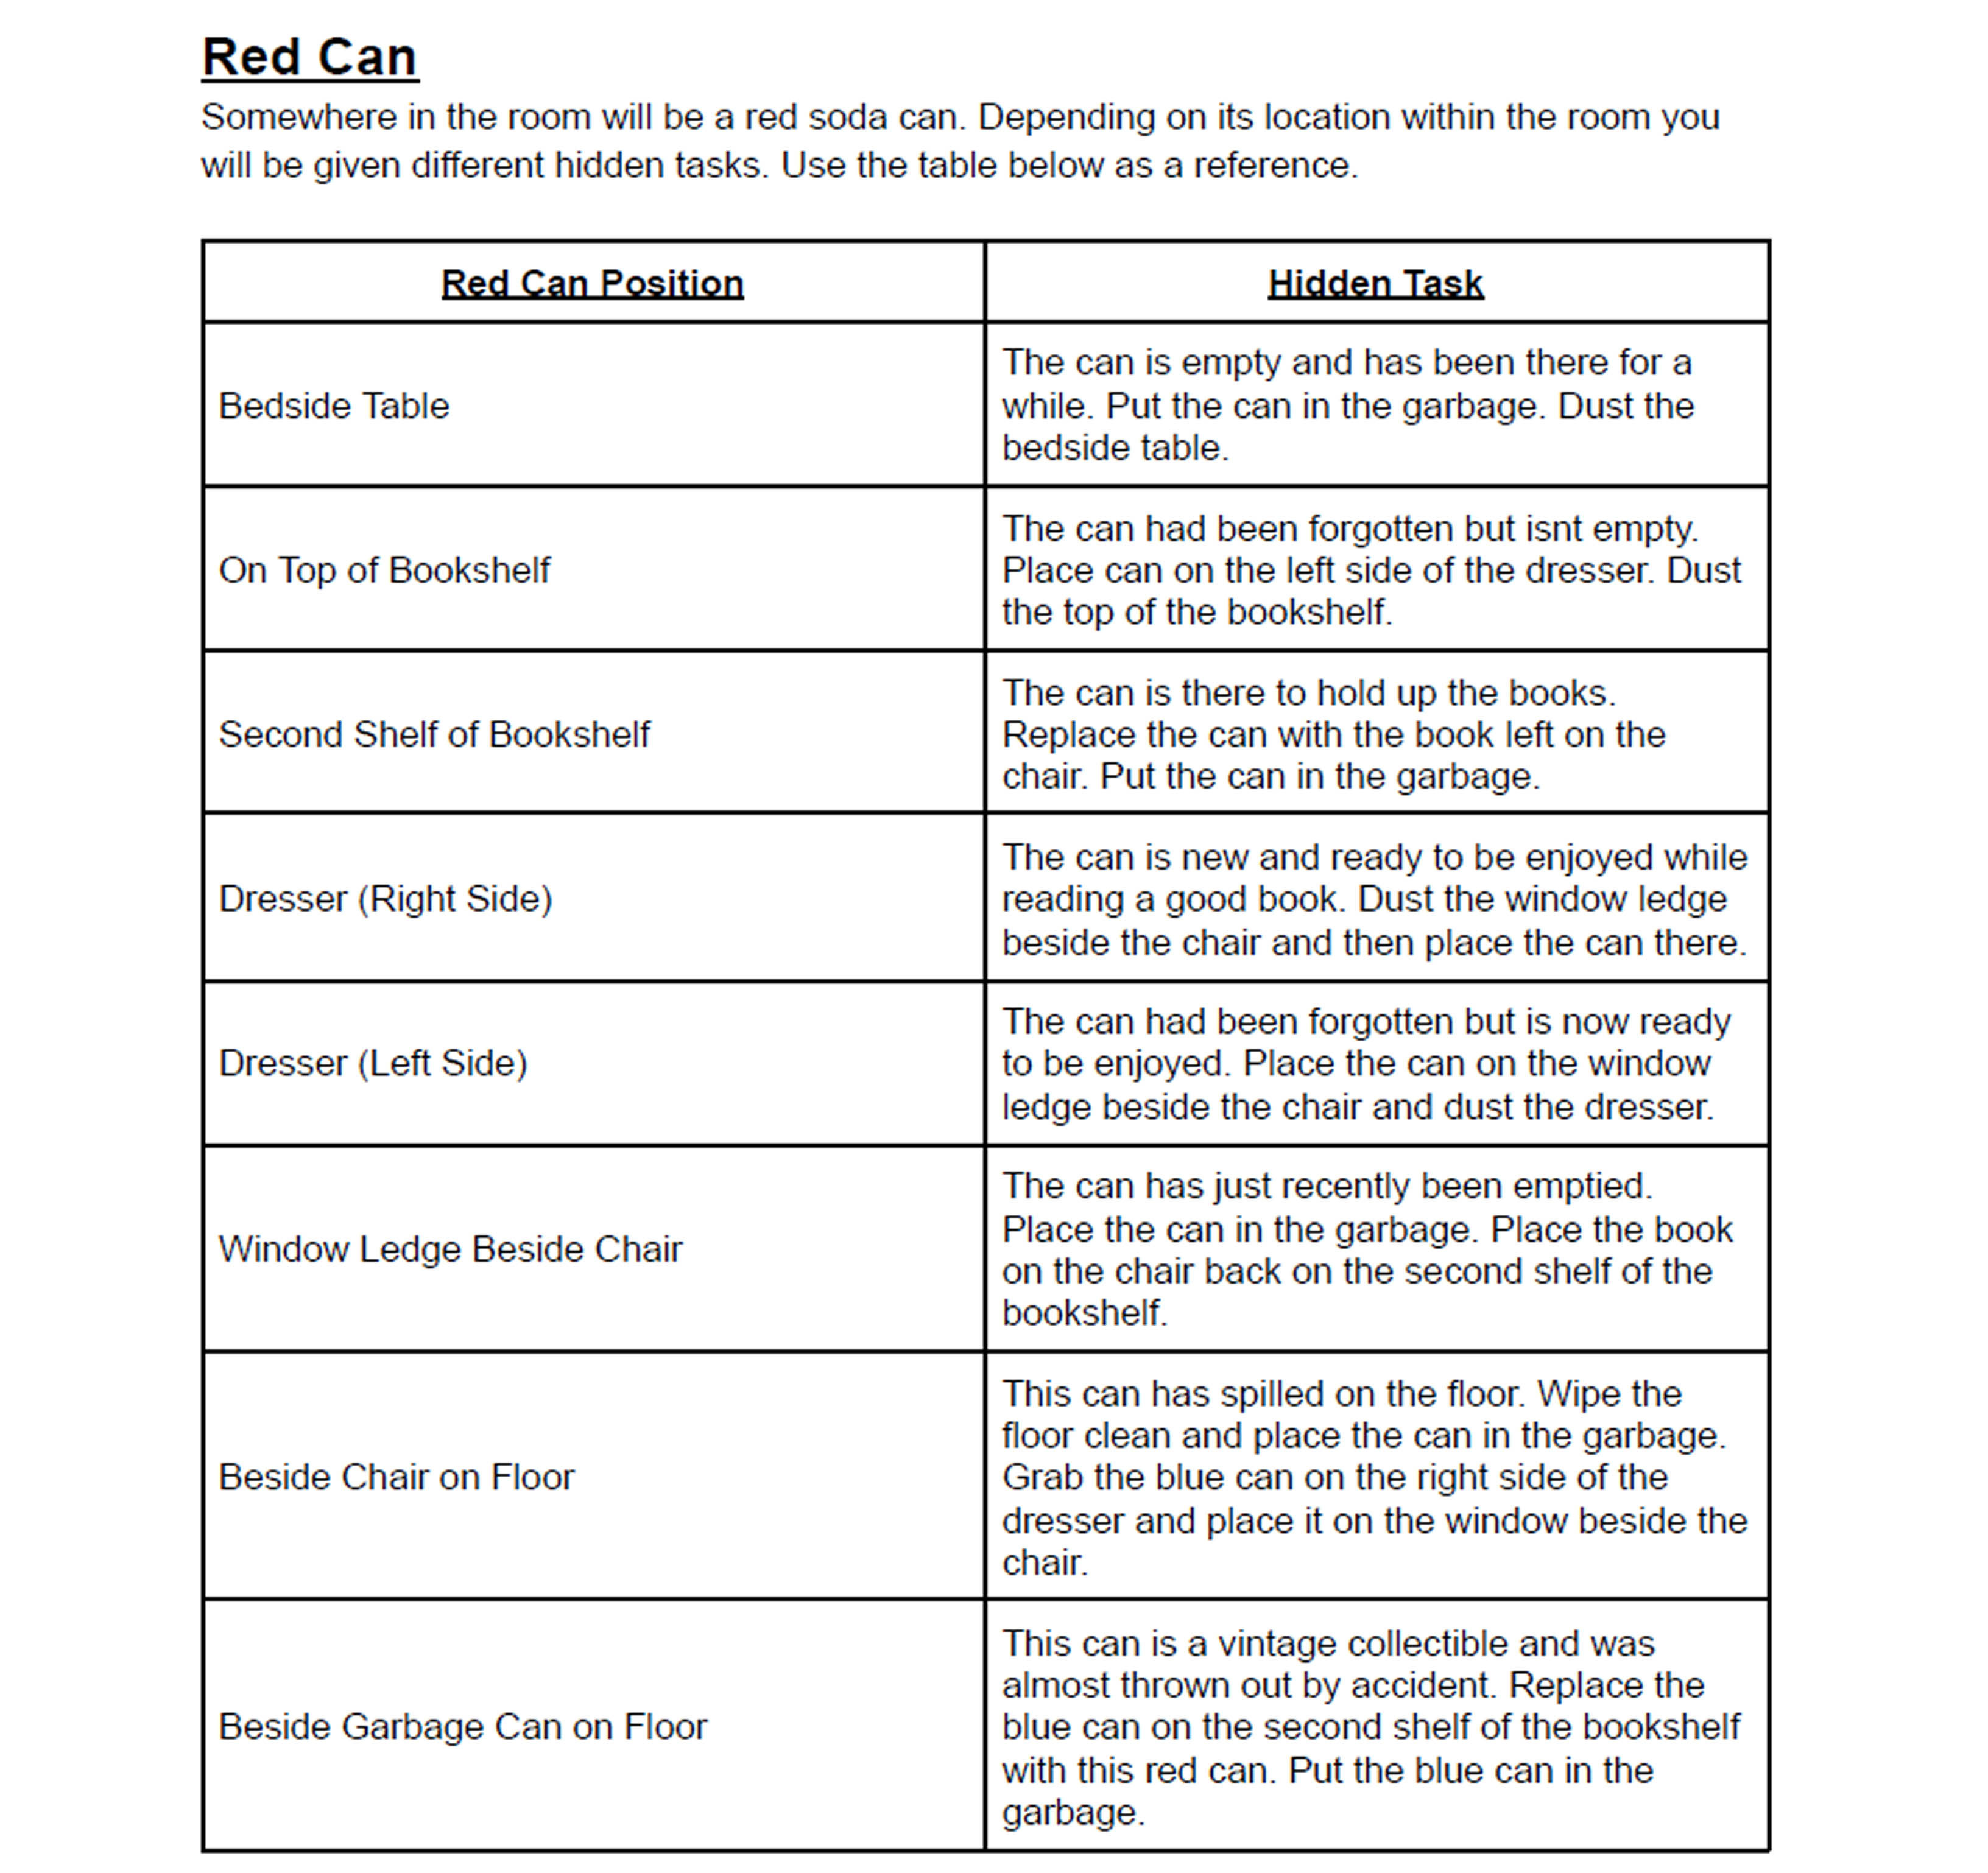 Red Can
Somewhere in the room will be a red soda can. Depending on its location within the room you
will be given different hidden tasks. Use the table below as a reference.
Red Can Position
Hidden Task
Bedside Table
The can is empty and has been there for a
while. Put the can in the garbage. Dust the
bedside table.
On Top of Bookshelf
The can had been forgotten but isnt empty.
Place can on the left side of the dresser. Dust
the top of the bookshelf.
Second Shelf of Bookshelf
The can is there to hold up the books.
Replace the can with the book left on the
chair. Put the can in the garbage.
Dresser (Right Side)
The can is new and ready to be enjoyed while
reading a good book. Dust the window ledge
beside the chair and then place the can there.
Dresser (Left Side)
The can had been forgotten but is now ready
to be enjoyed. Place the can on the window
ledge beside the chair and dust the dresser.
Window Ledge Beside Chair
The can has just recently been emptied.
Place the can in the garbage. Place the book
on the chair back on the second shelf of the
bookshelf.
Beside Chair on Floor
This can has spilled on the floor. Wipe the
floor clean and place the can in the garbage.
Grab the blue can on the right side of the
dresser and place it on the window beside the
chair.
Beside Garbage Can on Floor
This can is a vintage collectible and was
almost thrown out by accident. Replace the
blue can on the second shelf of the bookshelf
with this red can. Put the blue can in the
garbage.